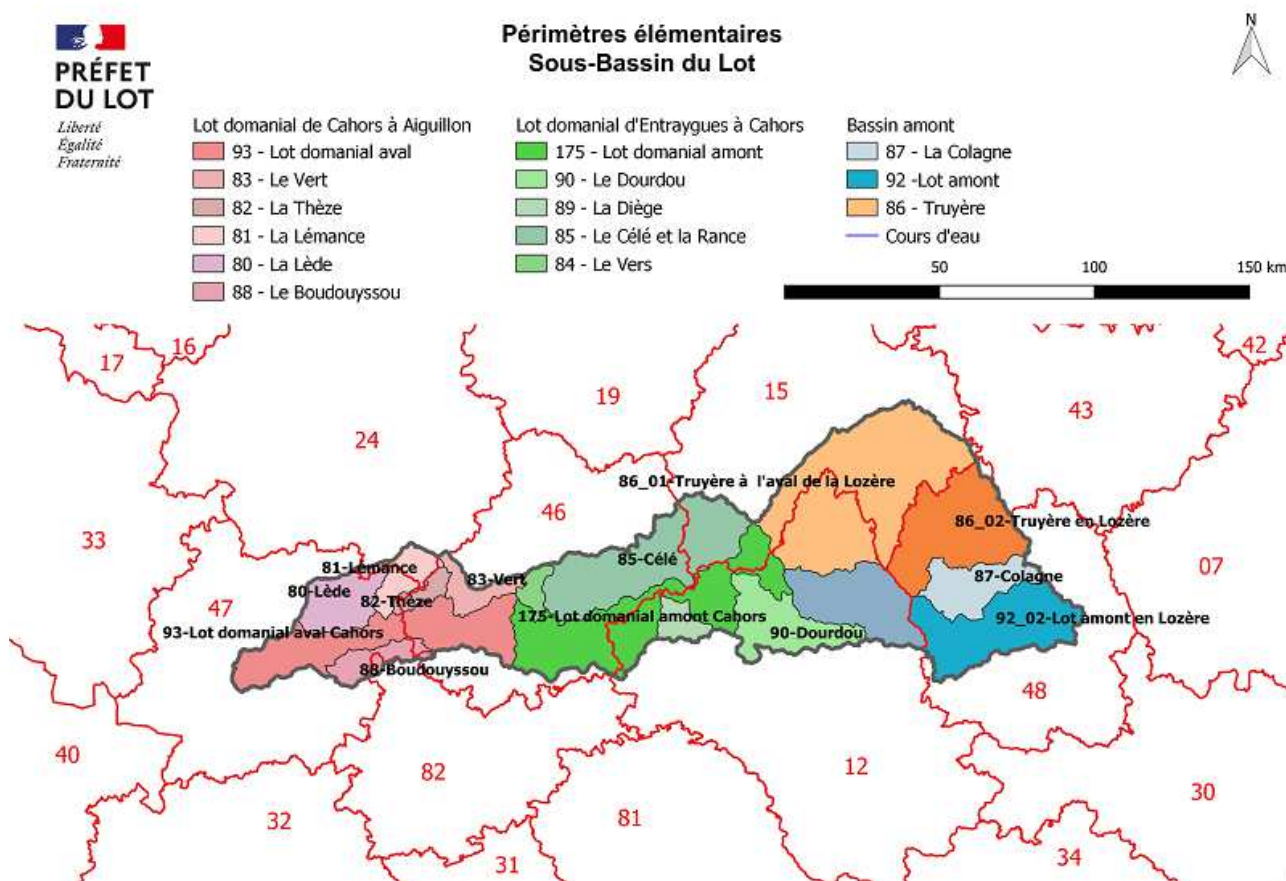 PRÉFET
DU LOT
Liberté
Égalité
Fraternité
Périmètres élémentaires
Sous-Bassin du Lot
N
Lot domanial de Cahors à Aiguillon
93 - Lot domanial aval
83 - Le Vert
82 - La Thèze
81 - La Lémance
80 - La Lède
88 - Le Boudouyssou
Lot domanial d'Entraygues à Cahors
175 - Lot domanial amont
90 - Le Dourdou
89 - La Diège
85 - Le Célé et la Rance
84 - Le Vers
Bassin amont
87 - La Colagne
92 -Lot amont
86 - Truyère
Cours d'eau
50 100 150 km
17 16 42
19 15 43
24
86_01-Truyère à l'aval de la Lozère
46
86_02-Truyère en Lozère
33
07
81-Lémance
85-Célé
83-Vert
87-Colagne
80-Lède
47
82-Thèze
175-Lot domanial amont Cahors
92_02-Lot amont en Lozère
93-Lot domanial aval Cahors
90-Dourdou
88-Boudouyssou
48
40
82
12
30
32
81
31
34